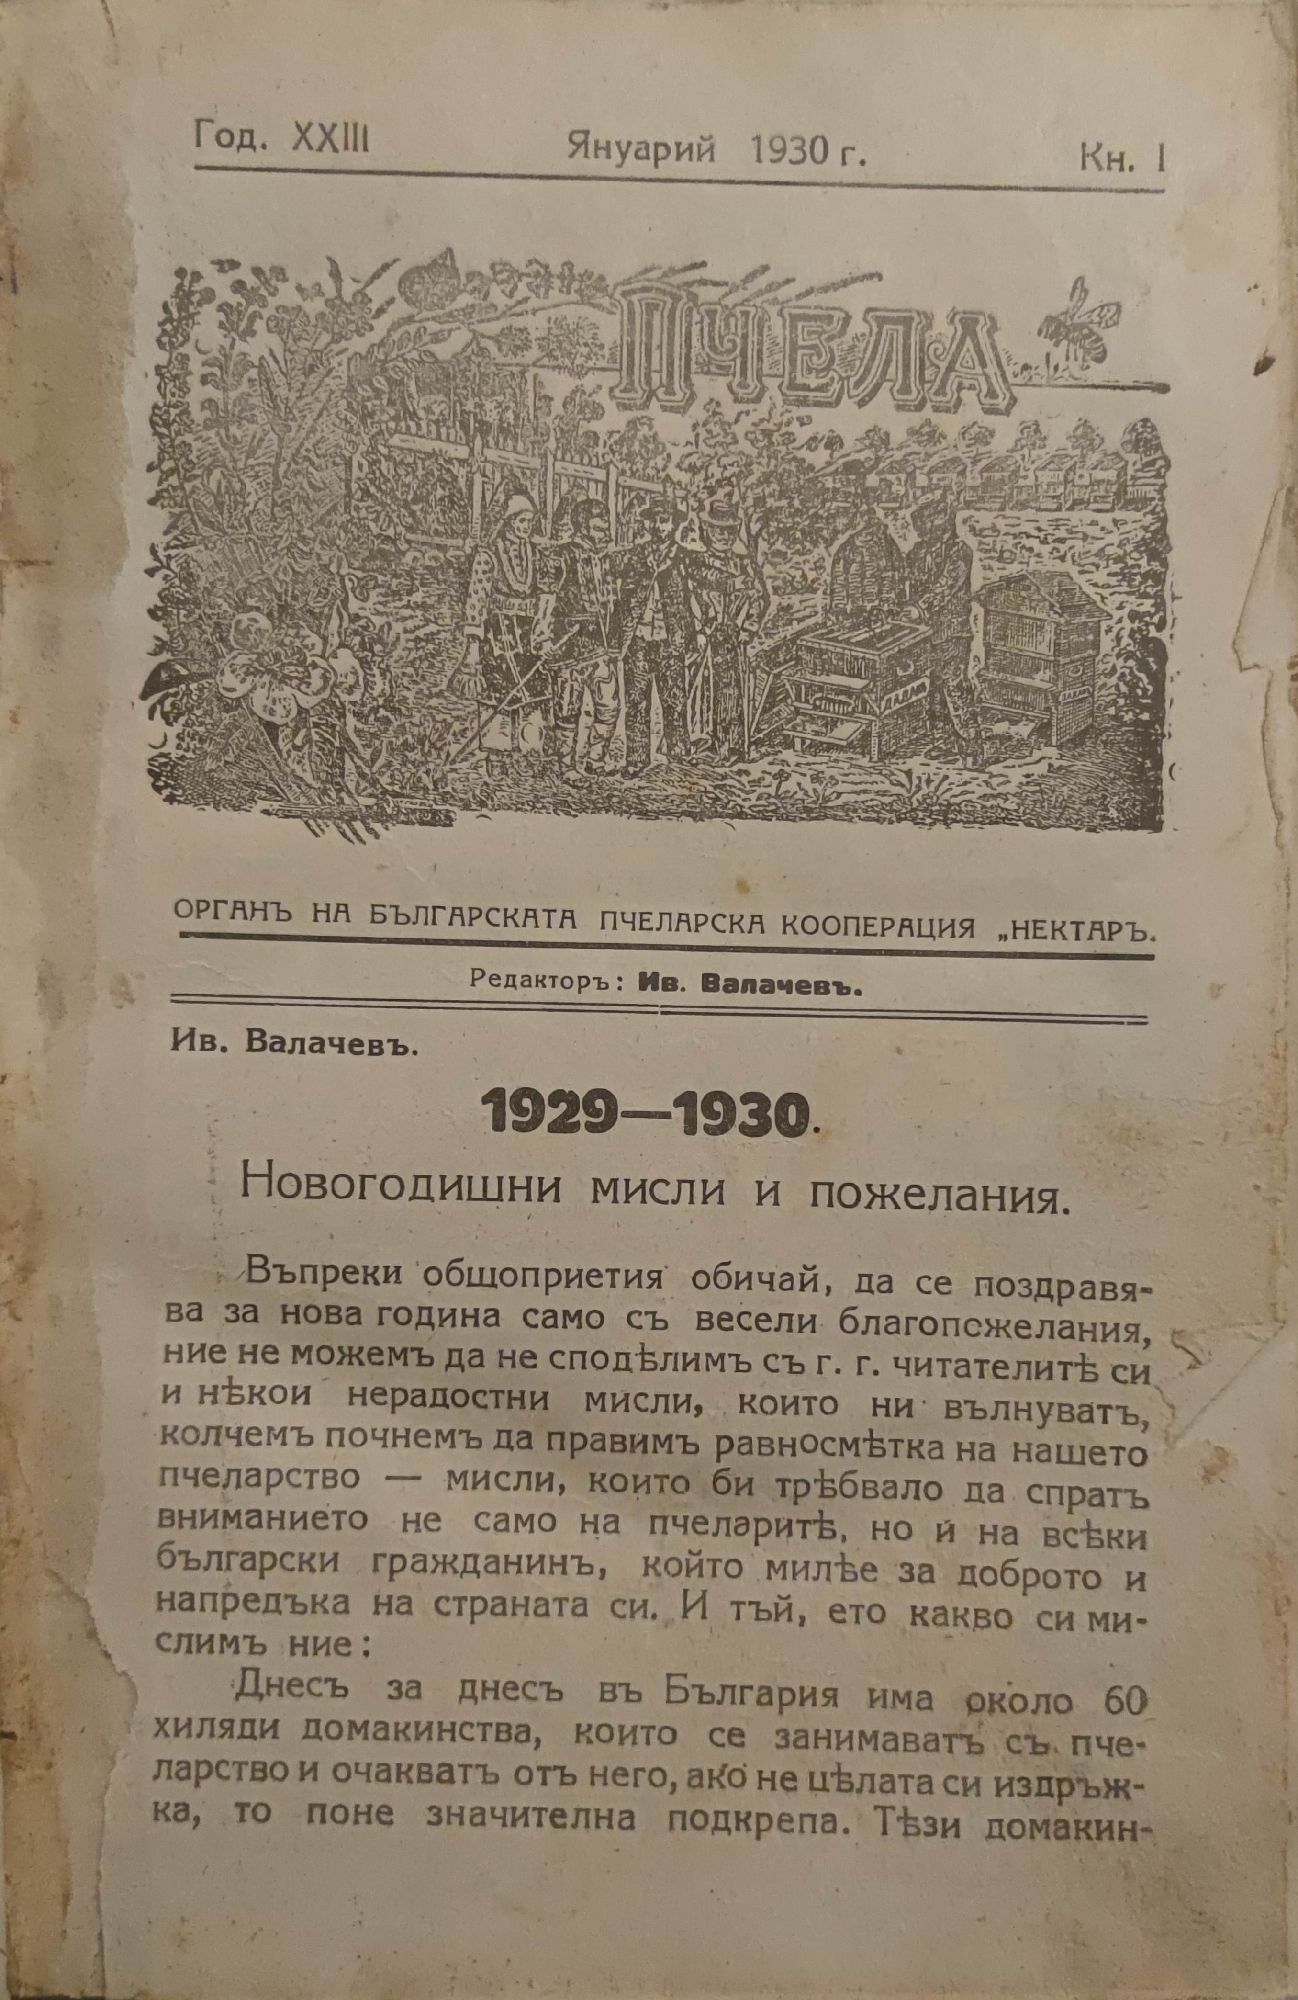 Год. XXIII Януарий 1930 г. Кн. I
ПЧЕЛА
ОРГАНЪ НА БЪЛГАРСКАТА ПЧЕЛАРСКА КООПЕРАЦИЯ „НЕКТАРЪ.
Редакторъ: Ив. Валачевъ.
Ив. Валачевъ.
1929—1930.
Новогодишни мисли и пожелания.
Въпреки общоприетия обичай, да се поздравя-
ва за нова година само съ весели благопожелания,
ние не можемъ да не сподѣлимъ съ г. г. читателитѣ си
и нѣкои нерадостни мисли, които ни вълнуватъ,
колчемъ почнемъ да правимъ равносмѣтка на нашето
пчеларство — мисли, които би трѣбвало да спратъ
вниманието не само на пчеларитѣ, но и на всѣки
български гражданинъ, който милѣе за доброто и
напредъка на страната си. И тъй, ето какво си ми-
слимъ ние:
Днесъ за днесъ въ България има около 60
хиляди домакинства, които се занимаватъ съ пче-
ларство и очакватъ отъ него, ако не цѣлата си издръж-
ка, то поне значителна подкрепа. Тѣзи домакин-